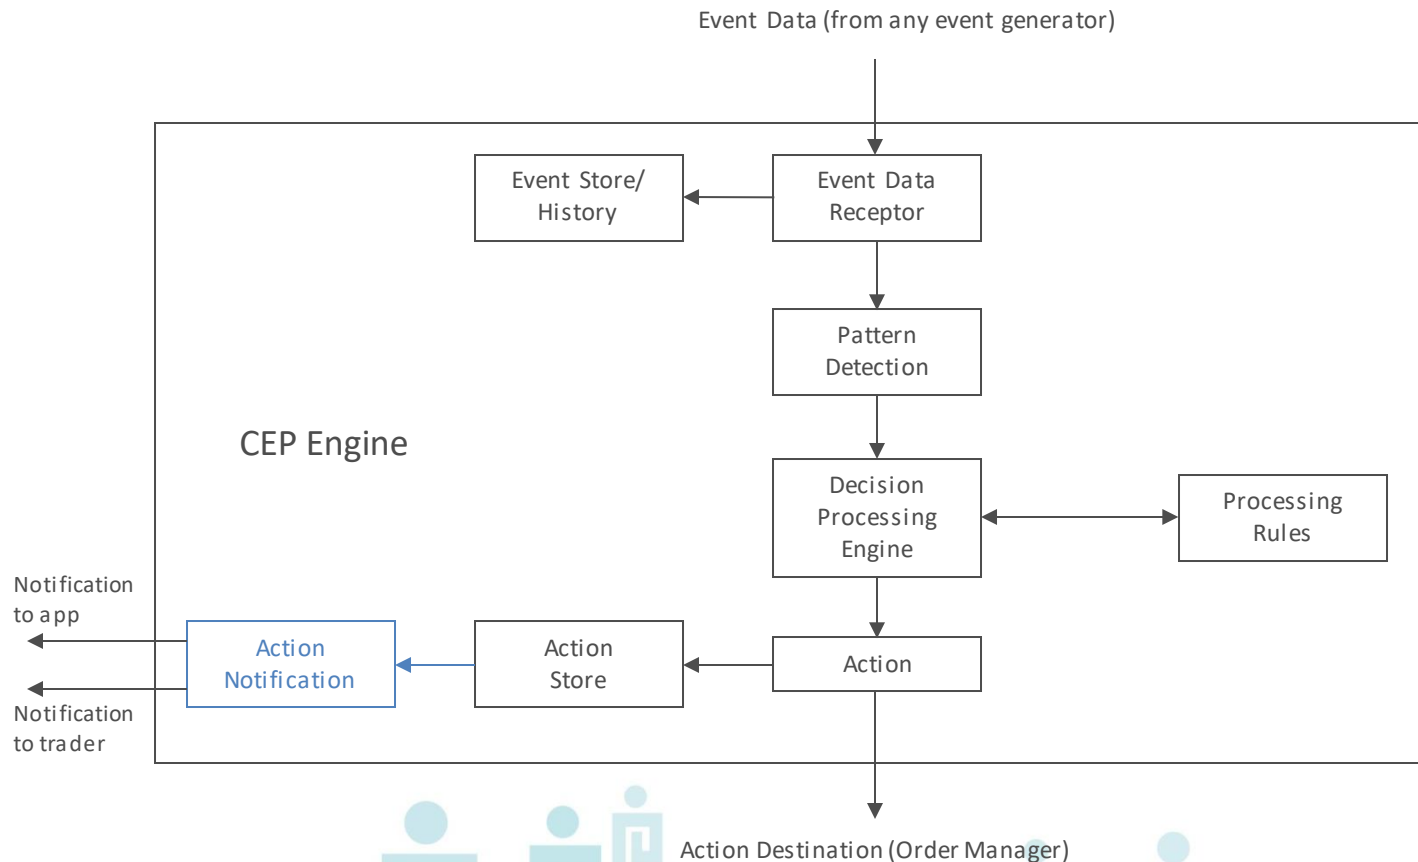 Event Data (from any event generator)
Event Store/
History
Event Data
Receptor
Pattern
Detection
CEP Engine
Decision
Processing
Engine
Processing
Rules
Notification
to app
Action
Notification
Action
Store
Action
Notification
to trader
Action Destination (Order Manager)